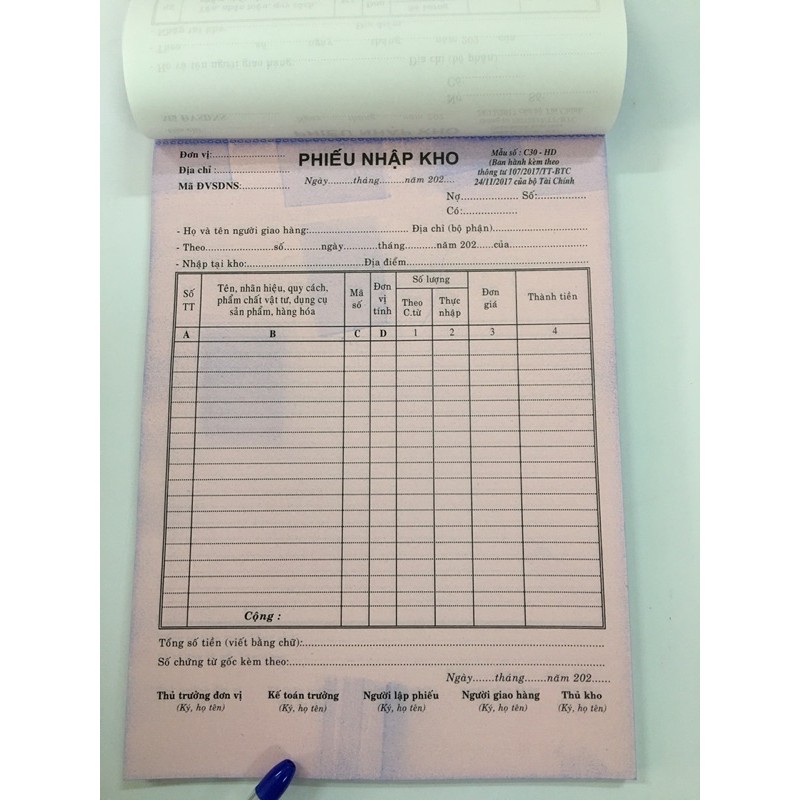 Đơn vị:....................
Địa chỉ :....................
Mã ĐVSDNS:................
PHIẾU NHẬP KHO
Ngày........tháng.........năm 202....
Mẫu số : C30 - HD
(Ban hành kèm theo
thông tư 107/2017/TT-BTC
24/11/2017 của bộ Tài Chính
Nợ.................. Số:...............
Có:.................
- Họ và tên người giao hàng:............................ Địa chỉ (bộ phận)..........................
- Theo....................số...........ngày...........tháng.........năm 202......của......................
- Nhập tại kho:...................................Địa điểm......................................................
Số TT
Tên, nhãn hiệu, quy cách, phẩm chất vật tư, dụng cụ sản phẩm, hàng hóa
Mã số
Đơn vị tính
Số lượng
Theo C.từ
Thực nhập
Đơn giá
Thành tiền
A B C D 1 2 3 4
Cộng :
Tổng số tiền (viết bằng chữ):..........................................................................
Số chứng từ gốc kèm theo:..............................................................................
Ngày.......tháng.......năm 202......
Thủ trưởng đơn vị Kế toán trưởng Người lập phiếu Người giao hàng Thủ kho
(Ký, họ tên) (Ký, họ tên) (Ký, họ tên) (Ký, họ tên) (Ký, họ tên)